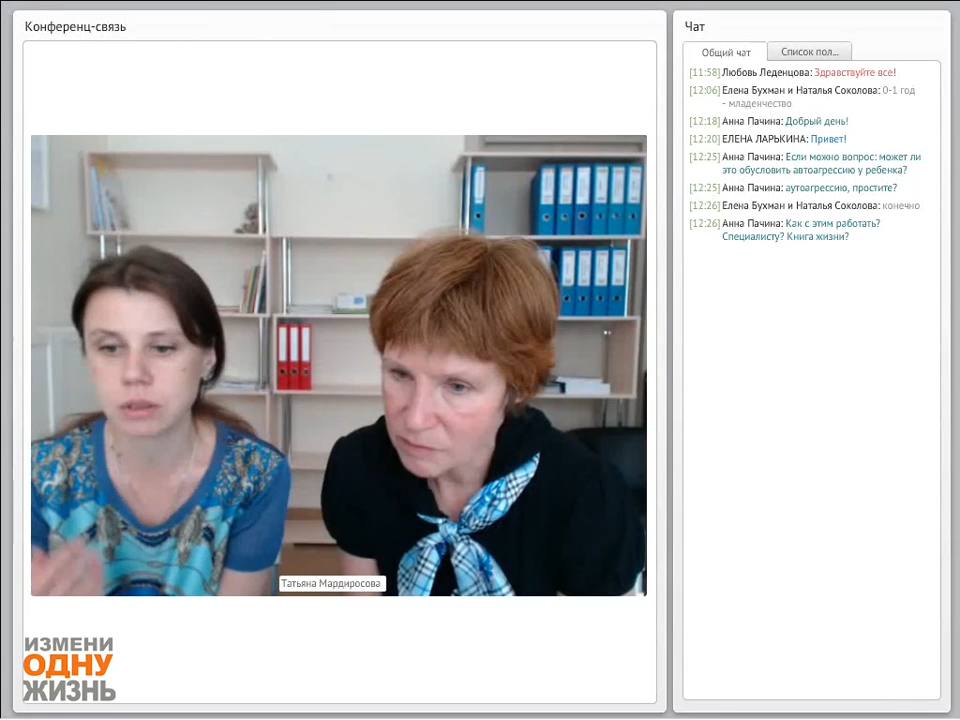 Конференц-связь
Татьяна Мардиросова
ИЗМЕНИ
ОДНУ
ЖИЗНЬ
Чат
Общий чат
Список пол...
[11:58] Любовь Леденцова: Здравствуйте все!
[12:06] Елена Бухман и Наталья Соколова: 0-1 год
- младенчество
[12:18] Анна Пачина: Добрый день!
[12:20] ЕЛЕНА ЛАРЬКИНА: Привет!
[12:25] Анна Пачина: Если можно вопрос: может ли
это обусловить автоагрессию у ребенка?
[12:25] Анна Пачина: аутоагрессию, простите?
[12:26] Елена Бухман и Наталья Соколова: конечно
[12:26] Анна Пачина: Как с этим работать?
Специалисту? Книга жизни?